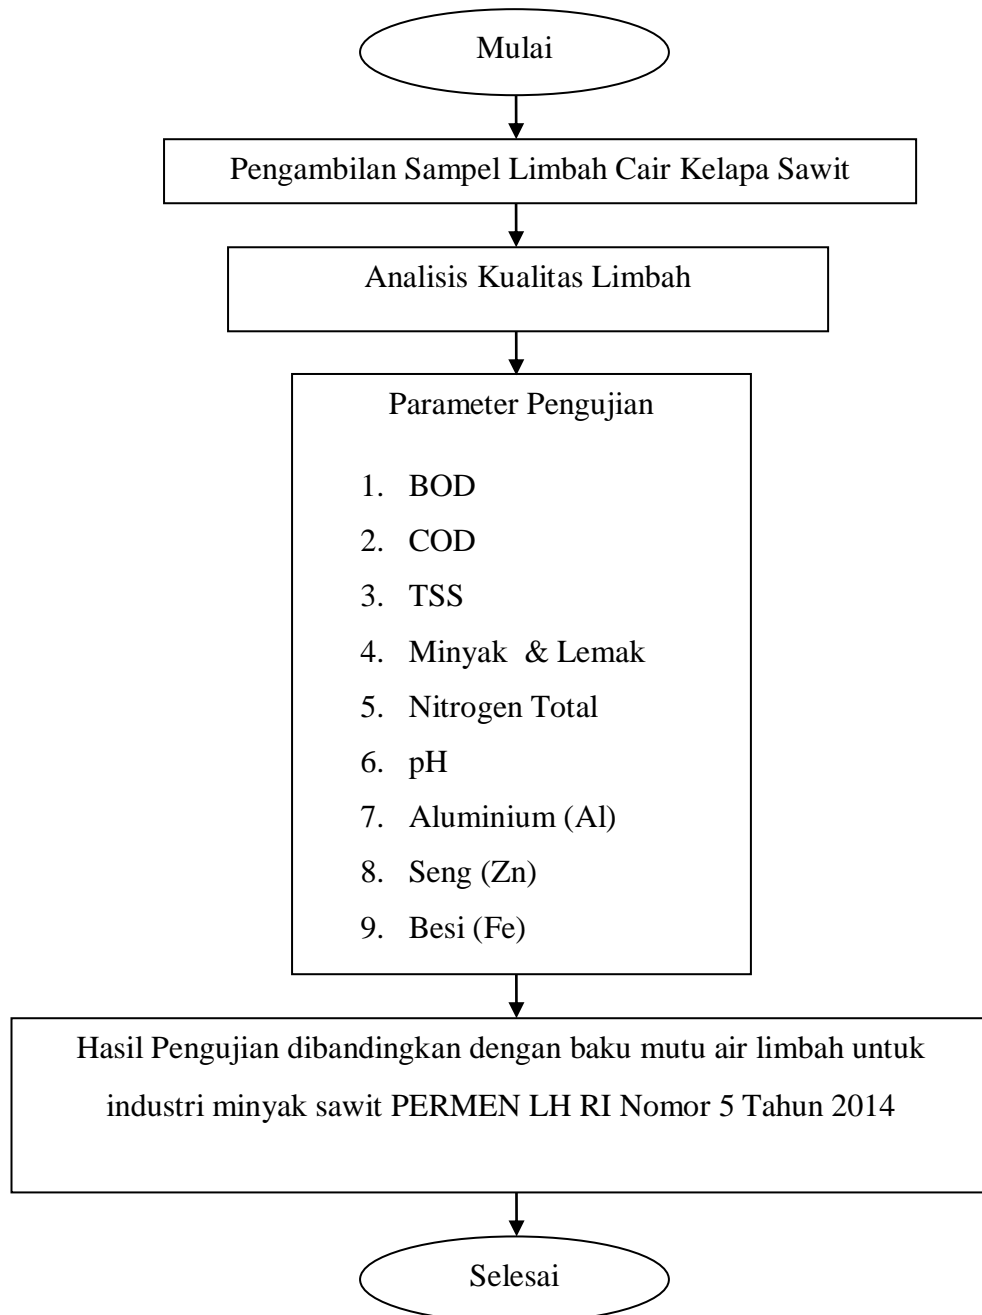 Mulai
Pengambilan Sampel Limbah Cair Kelapa Sawit
Analisis Kualitas Limbah
Parameter Pengujian
1. BOD
2. COD
3. TSS
4. Minyak & Lemak
5. Nitrogen Total
6. pH
7. Aluminium (Al)
8. Seng (Zn)
9. Besi (Fe)
Hasil Pengujian dibandingkan dengan baku mutu air limbah untuk
industri minyak sawit PERMEN LH RI Nomor 5 Tahun 2014
Selesai